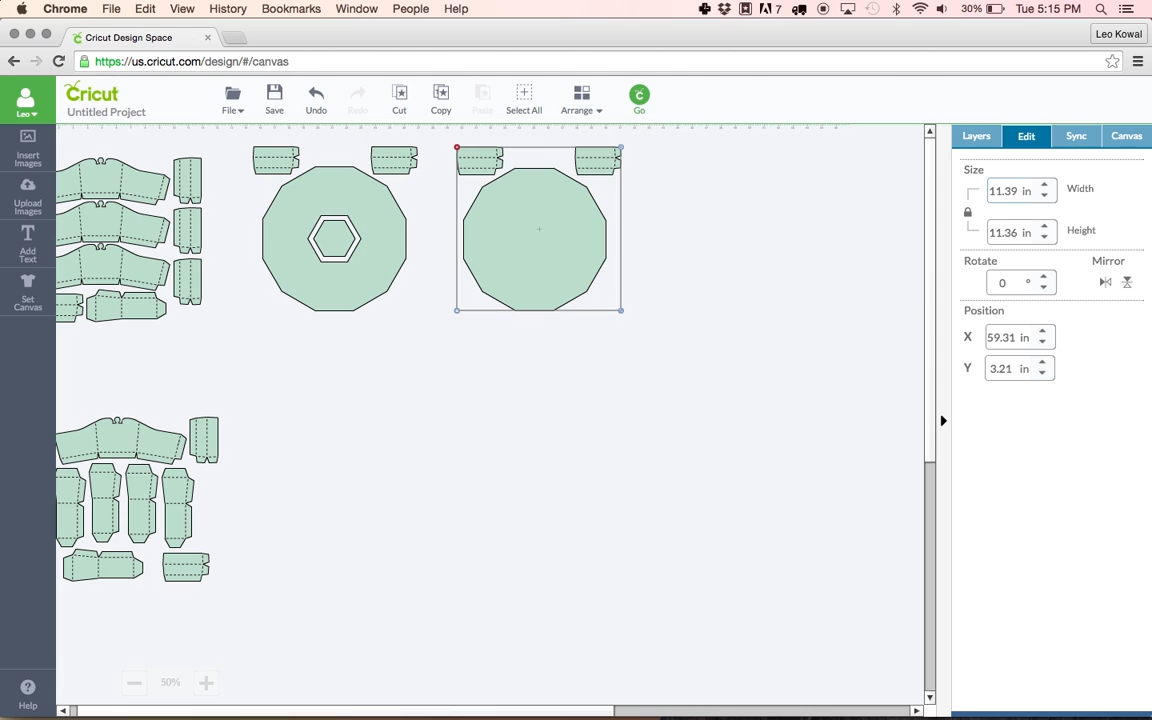 Chrome File Edit View History Bookmarks Window People Help 7 30% Tue 5:15 PM
Cricut Design Space × Leo Kowal
https://us.cricut.com/design/#/canvas
Leo
Cricut
Untitled Project
File Save Undo Redo Cut Copy Paste Select All Arrange Go
Insert Images
Upload Images
Add Text
Set Canvas
Help
Layers Edit Sync Canvas
Size
11.39 in Width
11.36 in Height
Rotate Mirror
0 °
Position
X 59.31 in
Y 3.21 in
50%